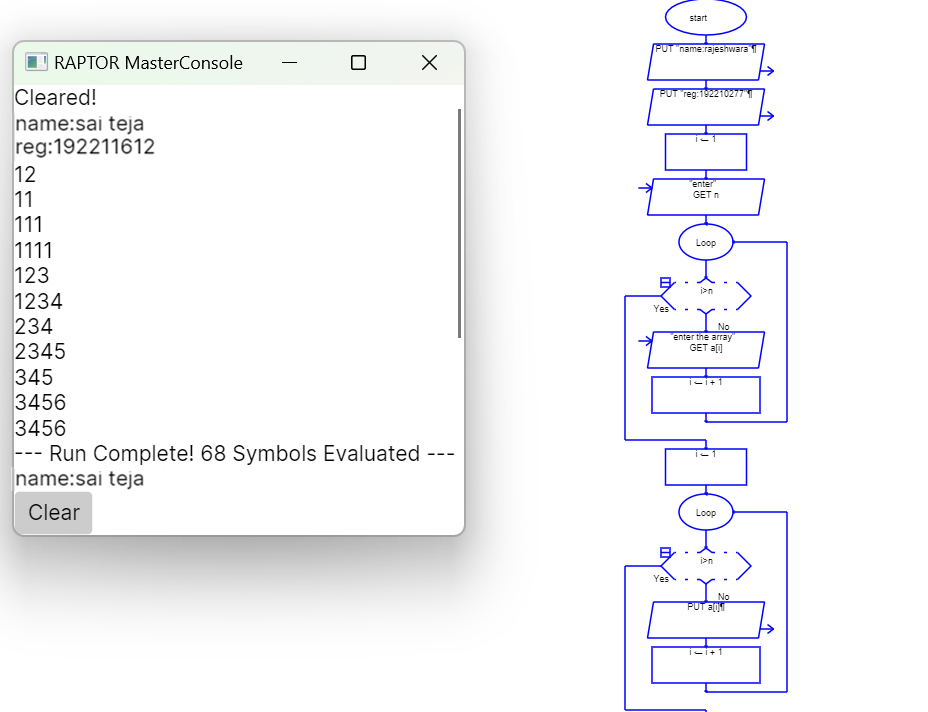 RAPTOR MasterConsole
Cleared!
name:sai teja
reg:192211612
12
11
111
1111
123
1234
234
2345
345
3456
3456
--- Run Complete! 68 Symbols Evaluated ---
name:sai teja
Clear
start
PUT "name:rajeshwara"¶
PUT "reg:192210277"¶
i ← 1
"enter"
GET n
Loop
i>n
Yes
No
"enter the array"
GET a[i]
i ← i + 1
i ← 1
Loop
i>n
Yes
No
PUT a[i]¶
i ← i + 1